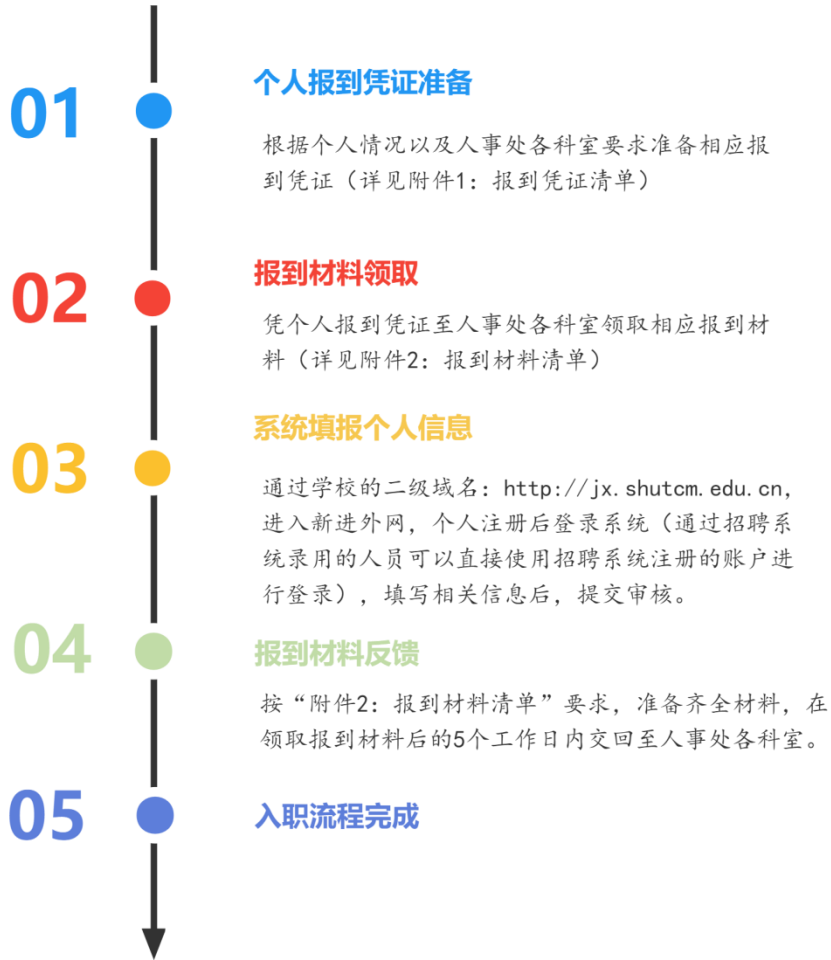 01
个人报到凭证准备
根据个人情况以及人事处各科室要求准备相应报
到凭证（详见附件1：报到凭证清单）
02
报到材料领取
凭个人报到凭证至人事处各科室领取相应报到材
料（详见附件2：报到材料清单）
03
系统填报个人信息
通过学校的二级域名：http://jx.shutcm.edu.cn，
进入新进外网，个人注册后登录系统（通过招聘系
统录用的人员可以直接使用招聘系统注册的账户进
行登录），填写相关信息后，提交审核。
04
报到材料反馈
按“附件2：报到材料清单”要求，准备齐全材料，在
领取报到材料后的5个工作日内交回至人事处各科室。
05
入职流程完成